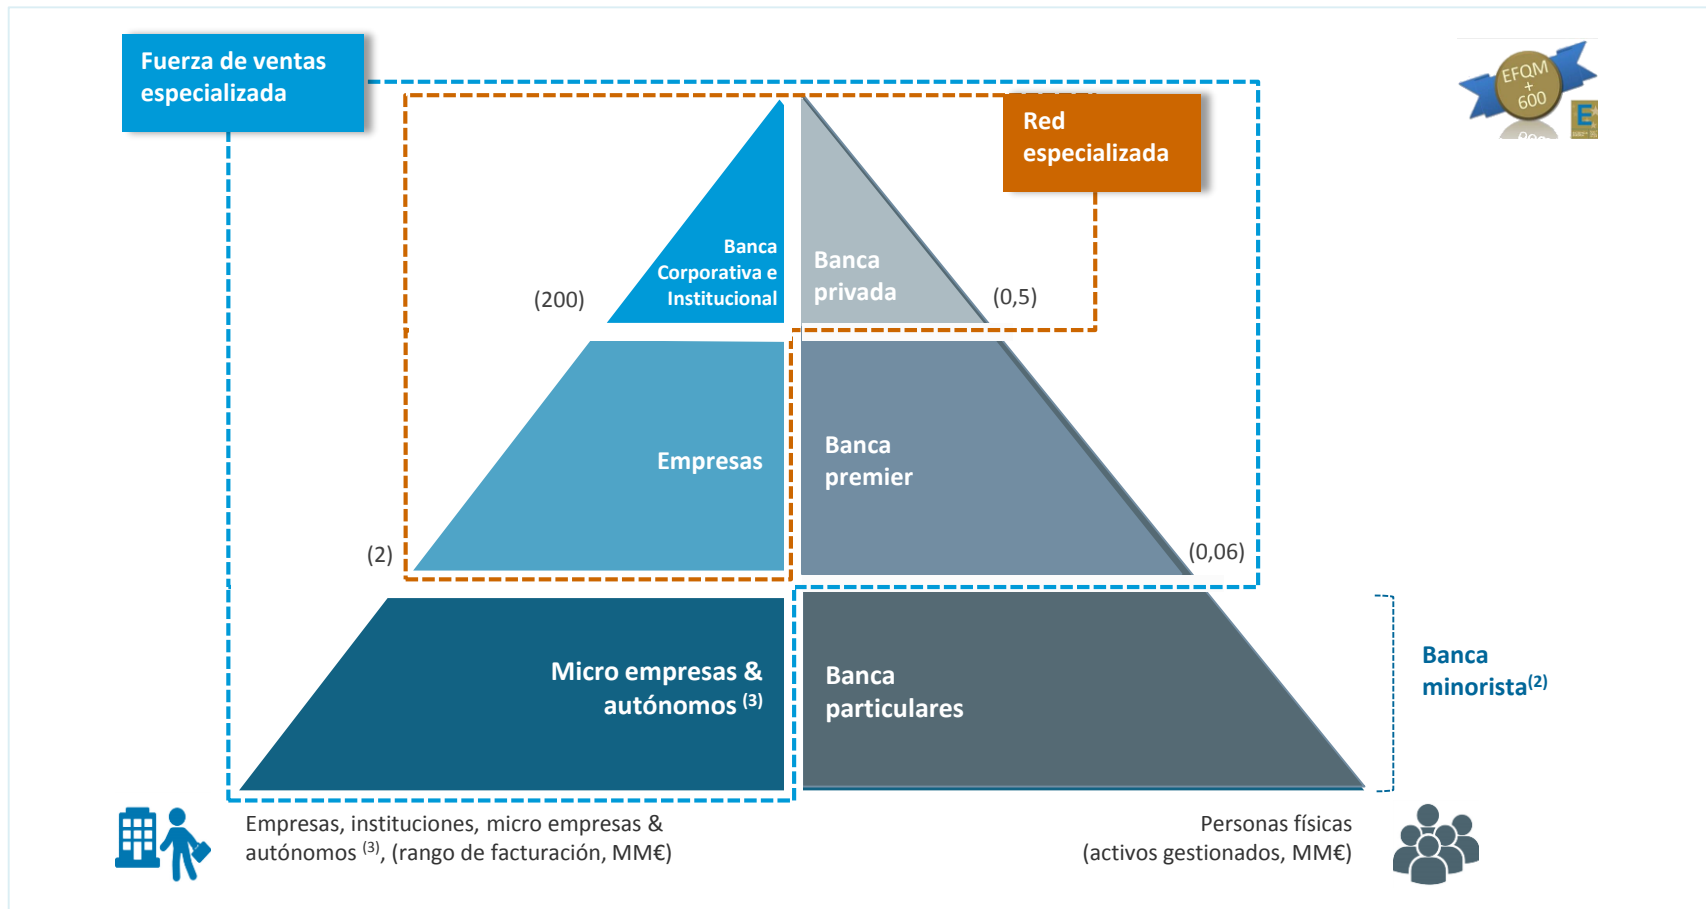 Fuerza de ventas
especializada
EFQM
+
600
E
Red
especializada
Banca
Corporativa e
Institucional
Banca
privada
(200)
(0,5)
Empresas
Banca
premier
(2)
(0,06)
Micro empresas &
autónomos (3)
Banca
particulares
Banca
minorista(2)
Empresas, instituciones, micro empresas &
autónomos (3), (rango de facturación, MM€)
Personas físicas
(activos gestionados, MM€)